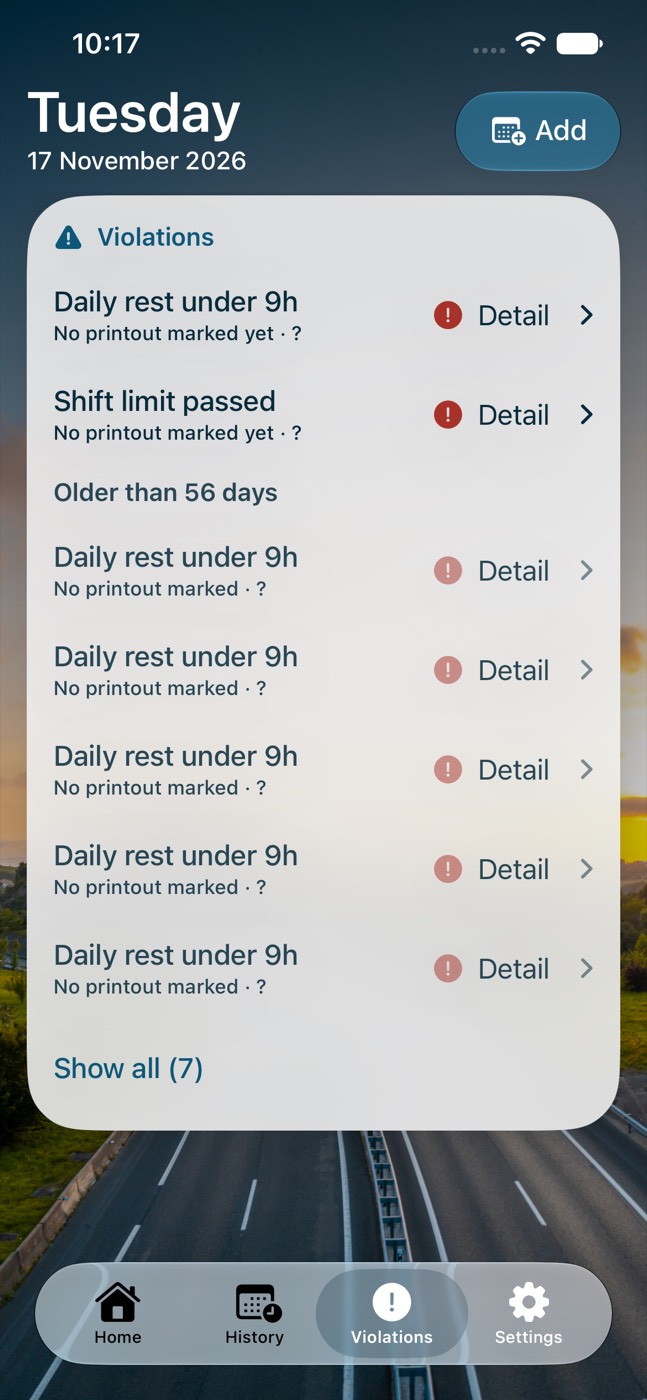 10:17
Tuesday
17 November 2026
Add
Violations
Daily rest under 9h
No printout marked yet · ?
Detail
Shift limit passed
No printout marked yet · ?
Detail
Older than 56 days
Daily rest under 9h
No printout marked · ?
Detail
Daily rest under 9h
No printout marked · ?
Detail
Daily rest under 9h
No printout marked · ?
Detail
Daily rest under 9h
No printout marked · ?
Detail
Daily rest under 9h
No printout marked · ?
Detail
Show all (7)
Home
History
Violations
Settings